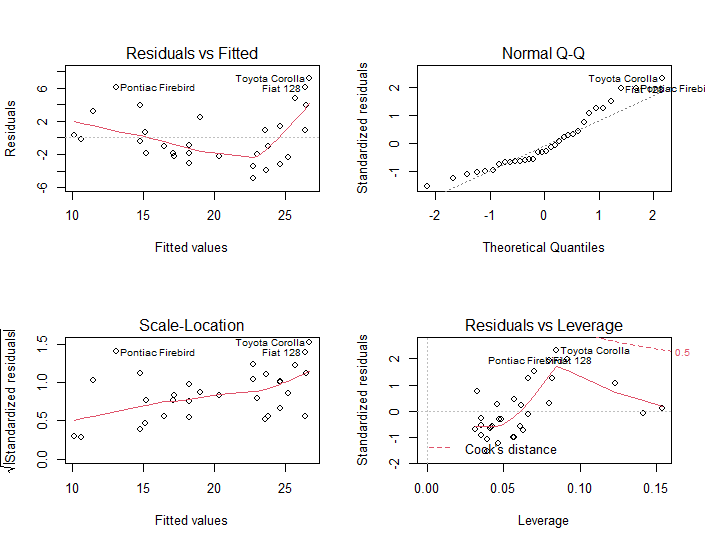 Residuals vs Fitted
Residuals
6
2
-2
-6
Toyota Corolla
Pontiac Firebird
Fiat 128
10
15
20
25
Fitted values
Normal Q-Q
Standardized residuals
2
1
0
-1
Toyota Corolla
Fiat 128
Pontiac Firebi
-2
-1
0
1
2
Theoretical Quantiles
Scale-Location
√|Standardized residuals|
1.5
1.0
0.5
0.0
Toyota Corolla
Pontiac Firebird
Fiat 128
10
15
20
25
Fitted values
Residuals vs Leverage
Standardized residuals
2
1
0
-1
-2
Toyota Corolla
Pontiac Firebird
Fiat 128
0.5
Cook's distance
0.00
0.05
0.10
0.15
Leverage